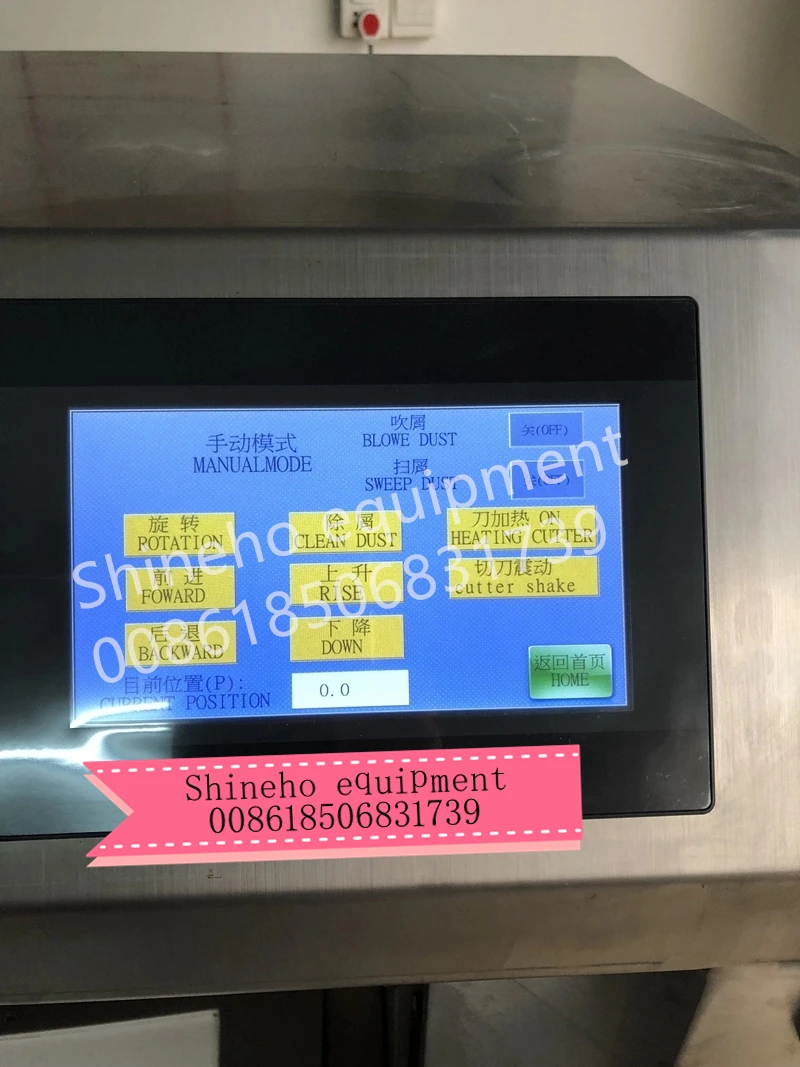 手动模式
MANUALMODE
吹屑
BLOWE DUST
关(OFF)
扫屑
SWEEP DUST
关(OFF)
旋 转
ROTATION
除 屑
CLEAN DUST
刀加热 ON
HEATING CUTTER
前 进
FOWARD
上 升
RISE
切刀震动
cutter shake
后 退
BACKWARD
下 降
DOWN
返回首页
HOME
目前位置(P):
CURRENT POSITION
0.0
Shineho equipment
008618506831739
Shineho equiPment
008618506831739